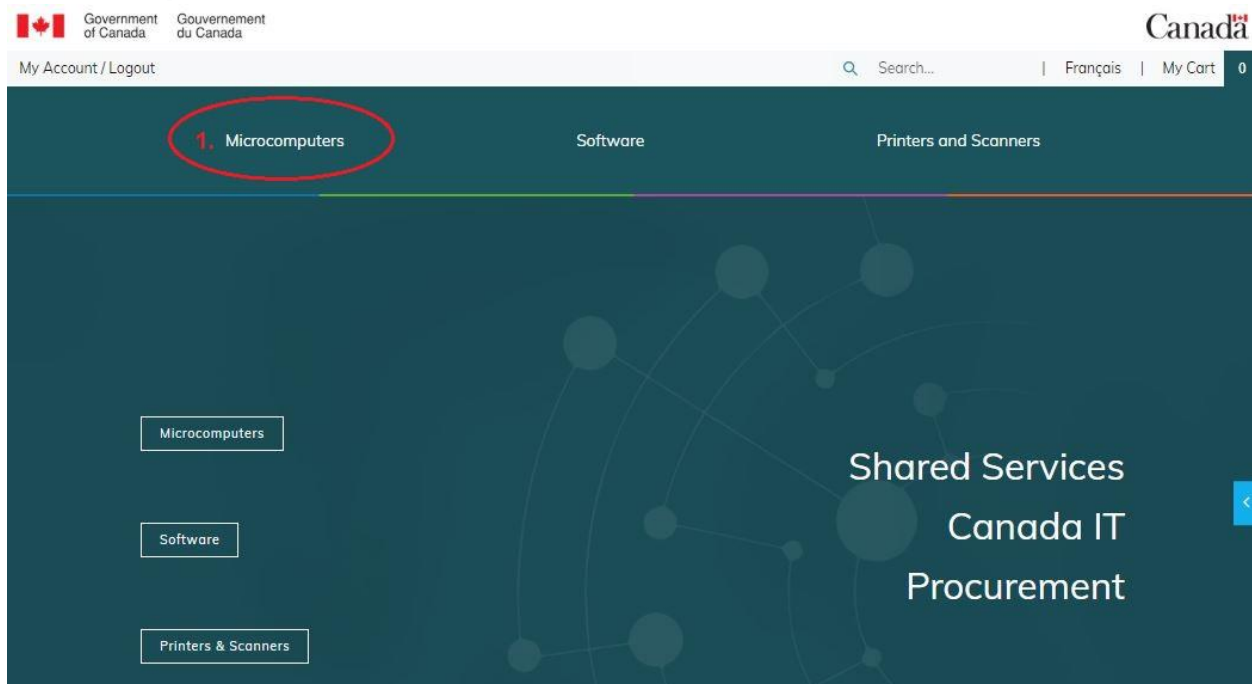 Government of Canada
Gouvernement du Canada
Canada
My Account / Logout
Search... | Français | My Cart 0
1. Microcomputers
Software
Printers and Scanners
Microcomputers
Software
Printers & Scanners
Shared Services
Canada IT
Procurement